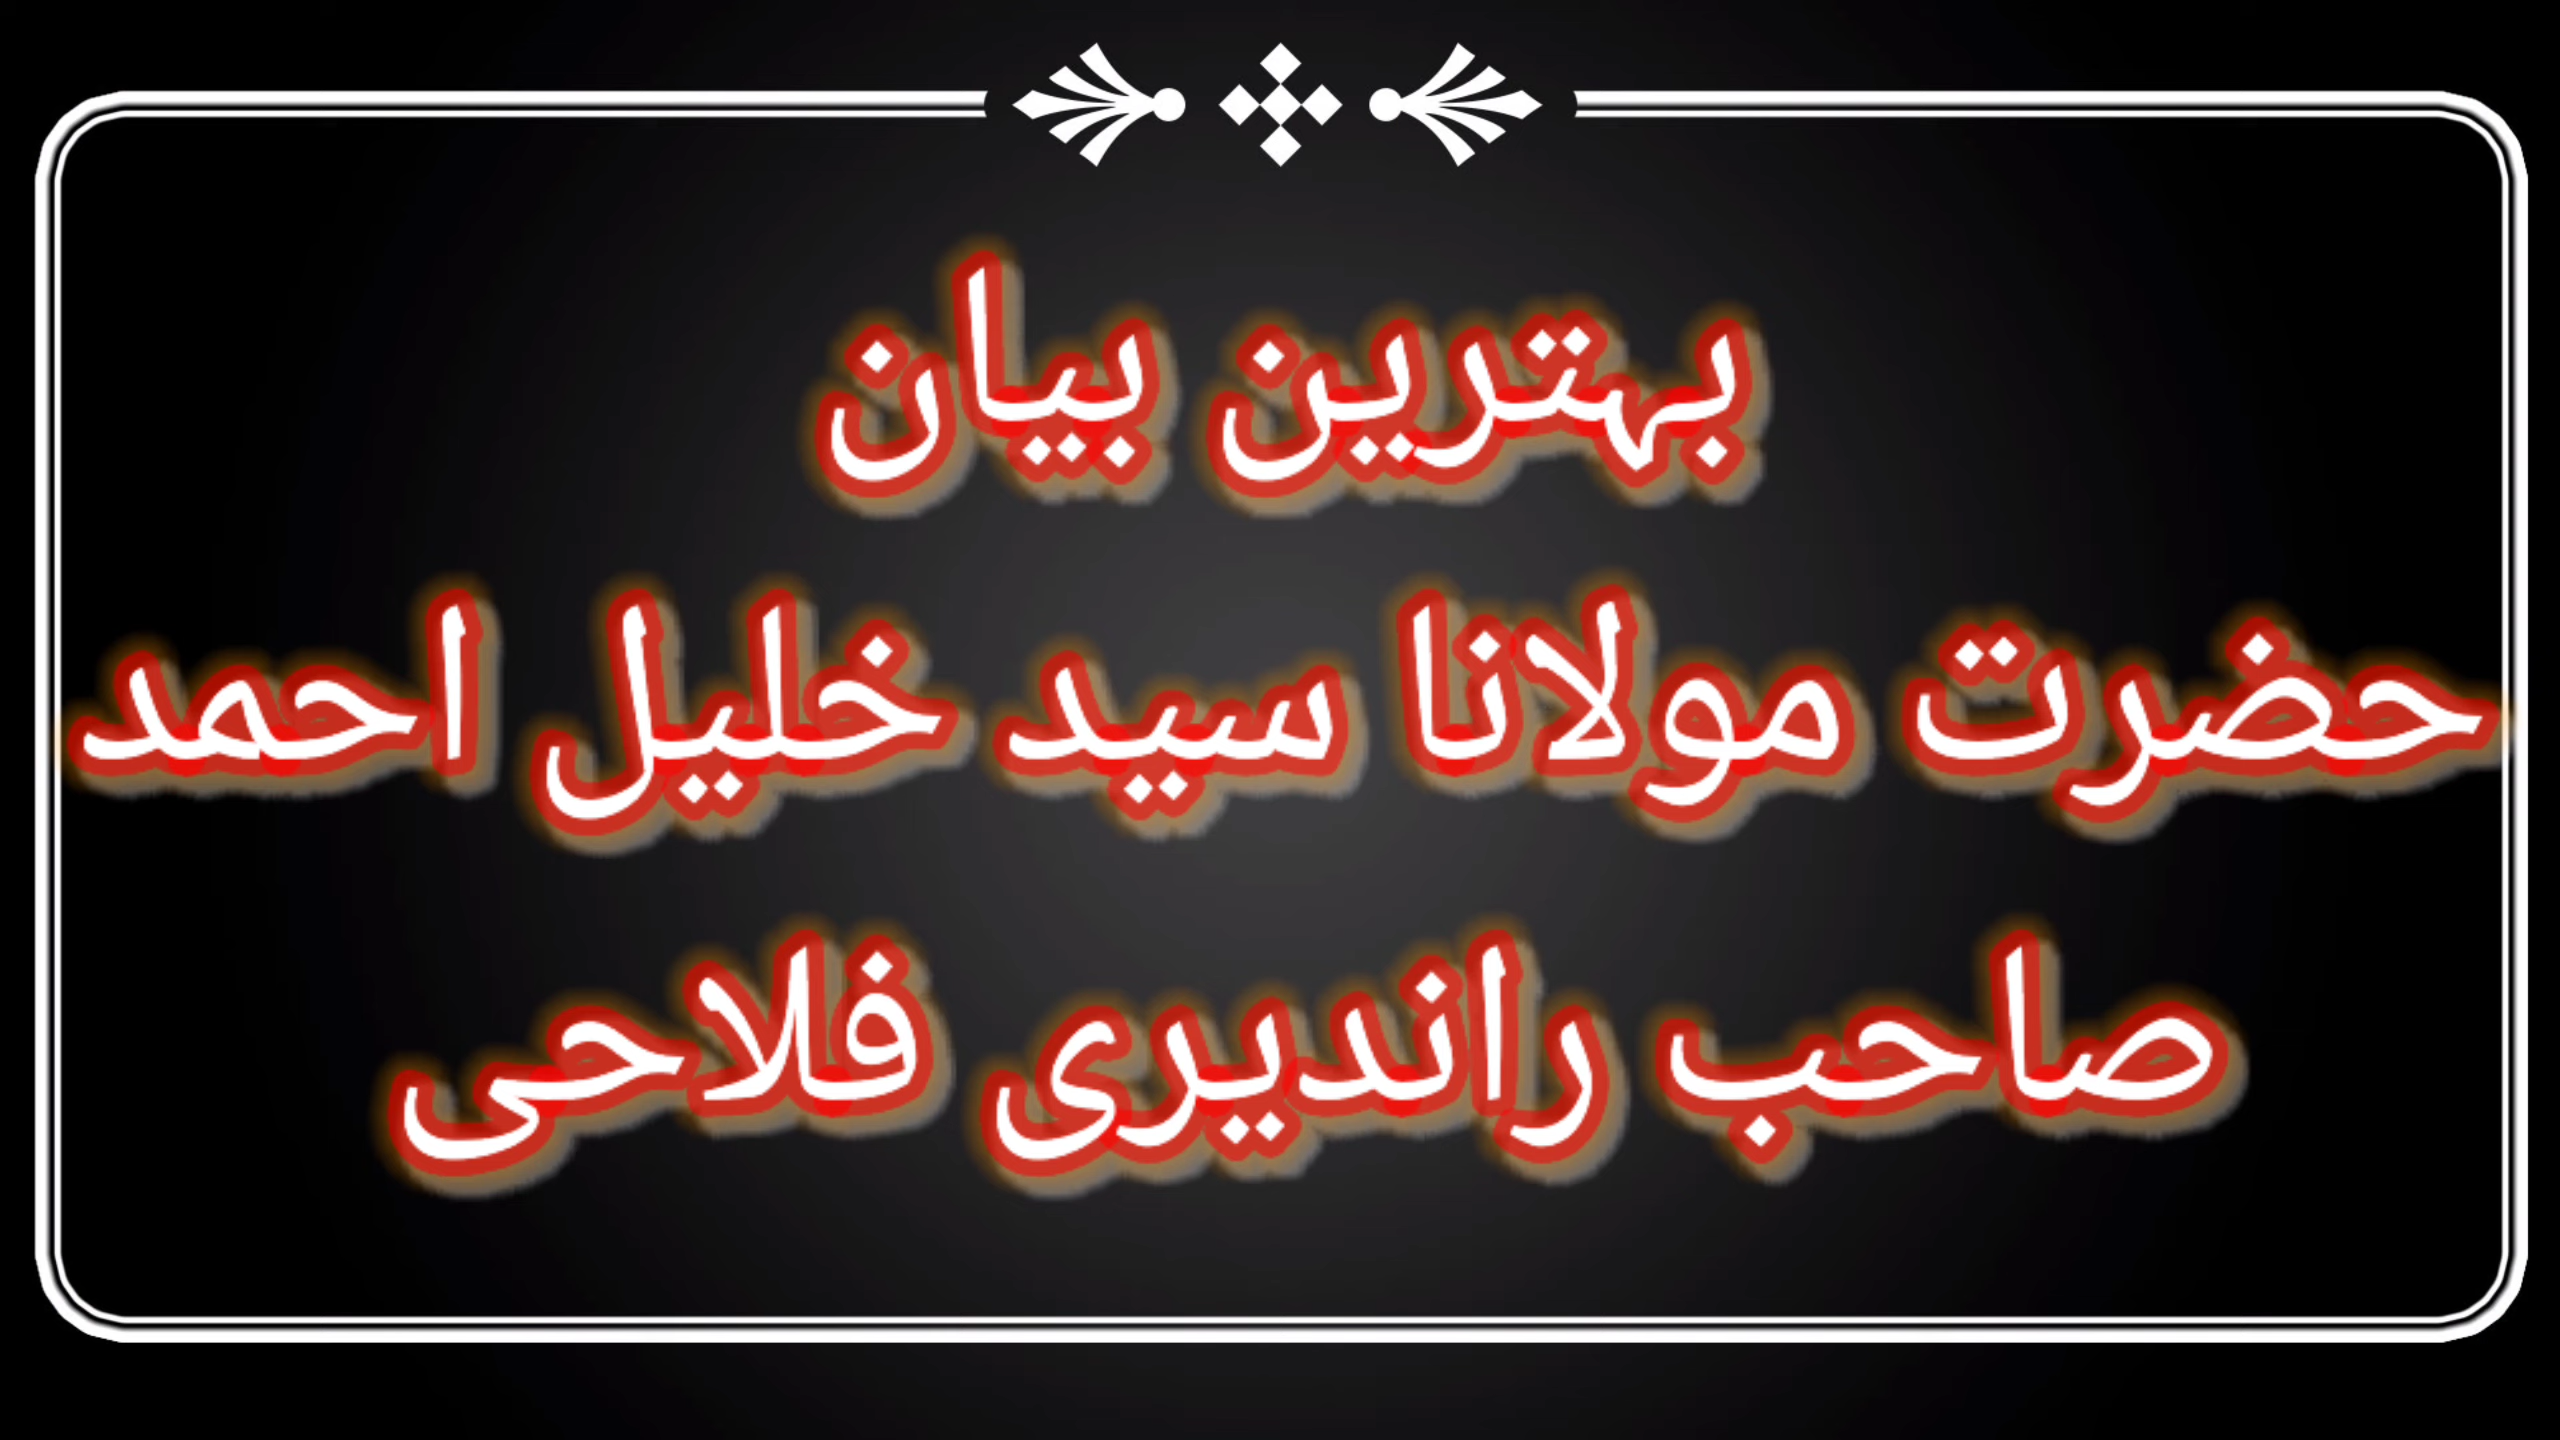 بہترین بیان
حضرت مولانا سید خلیل احمد
صاحب راندیری فلاحی